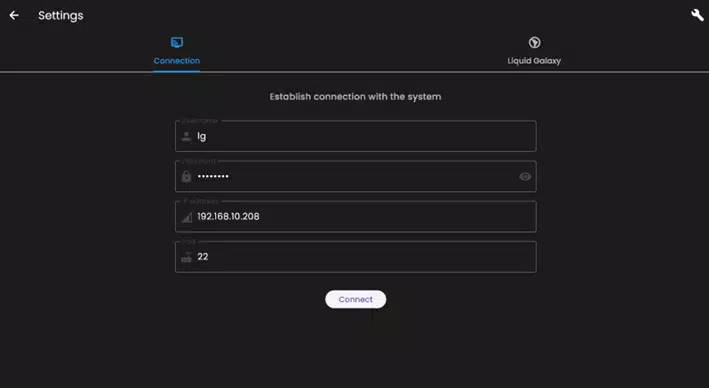 Settings
Connection
Liquid Galaxy
Establish connection with the system
Username
lg
Password
••••••••
IP address
192.168.10.208
Port
22
Connect